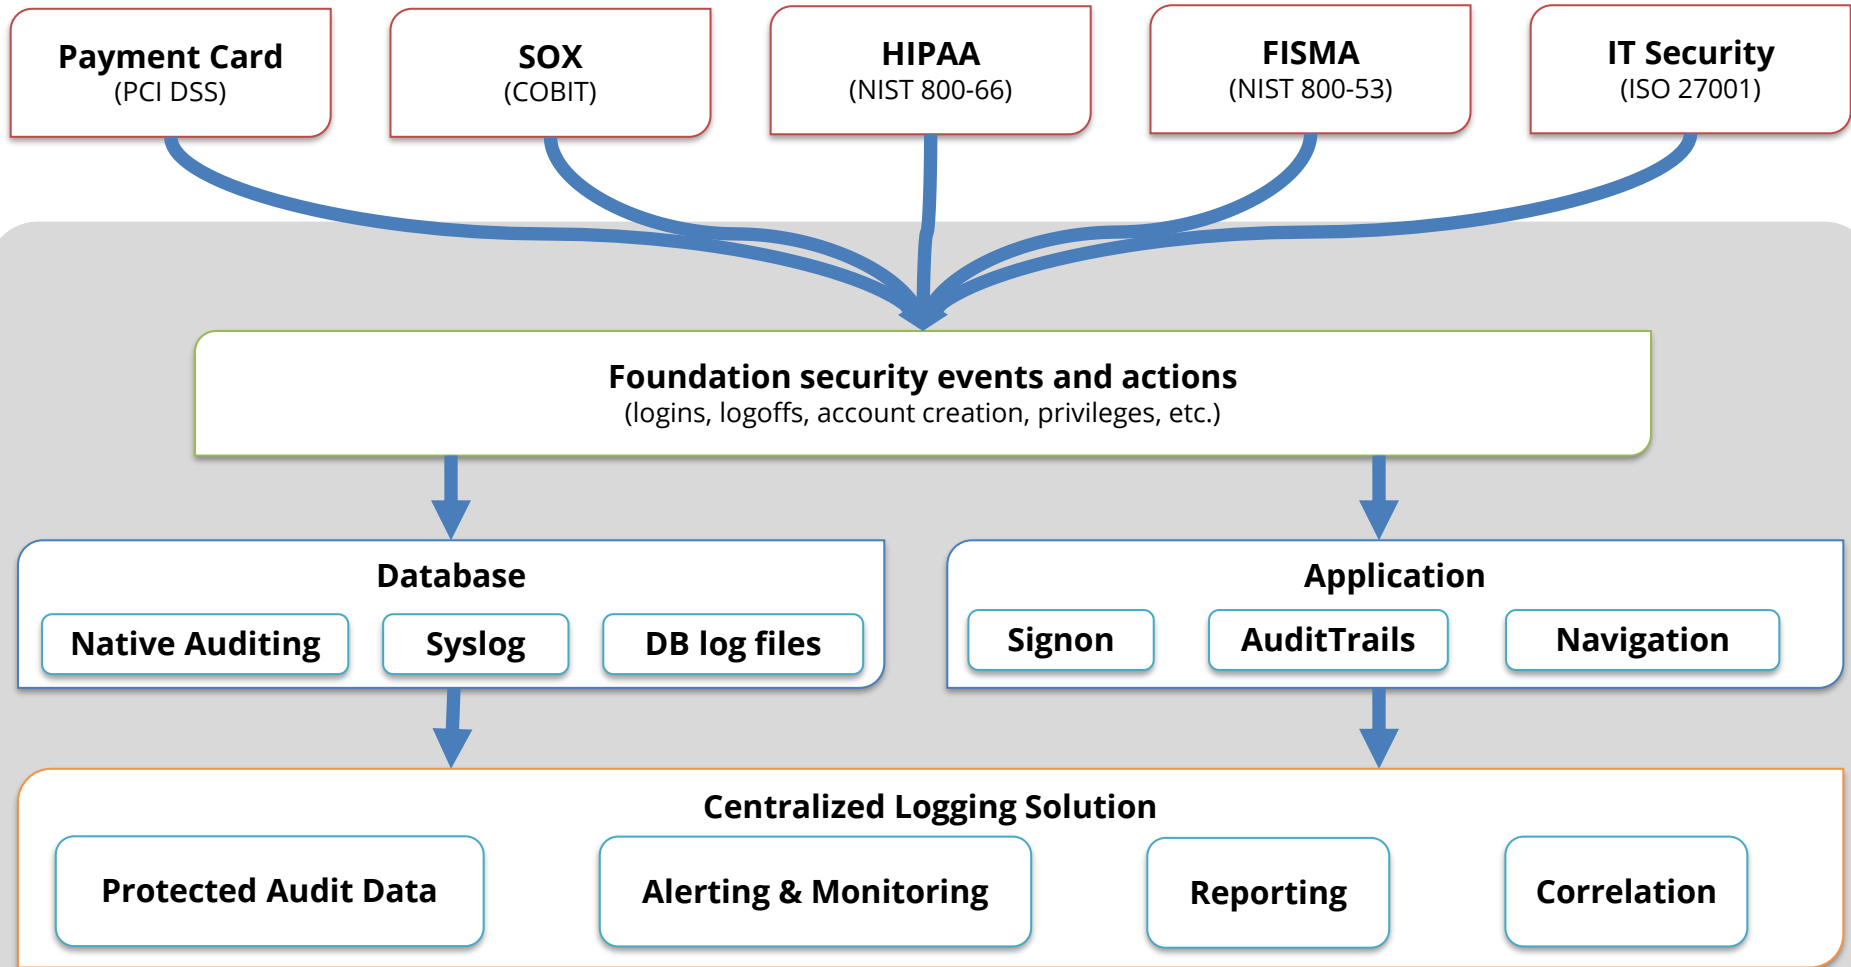 Payment Card
(PCI DSS)
SOX
(COBIT)
HIPAA
(NIST 800-66)
FISMA
(NIST 800-53)
IT Security
(ISO 27001)
Foundation security events and actions
(logins, logoffs, account creation, privileges, etc.)
Database
Native Auditing
Syslog
DB log files
Application
Signon
AuditTrails
Navigation
Centralized Logging Solution
Protected Audit Data
Alerting & Monitoring
Reporting
Correlation